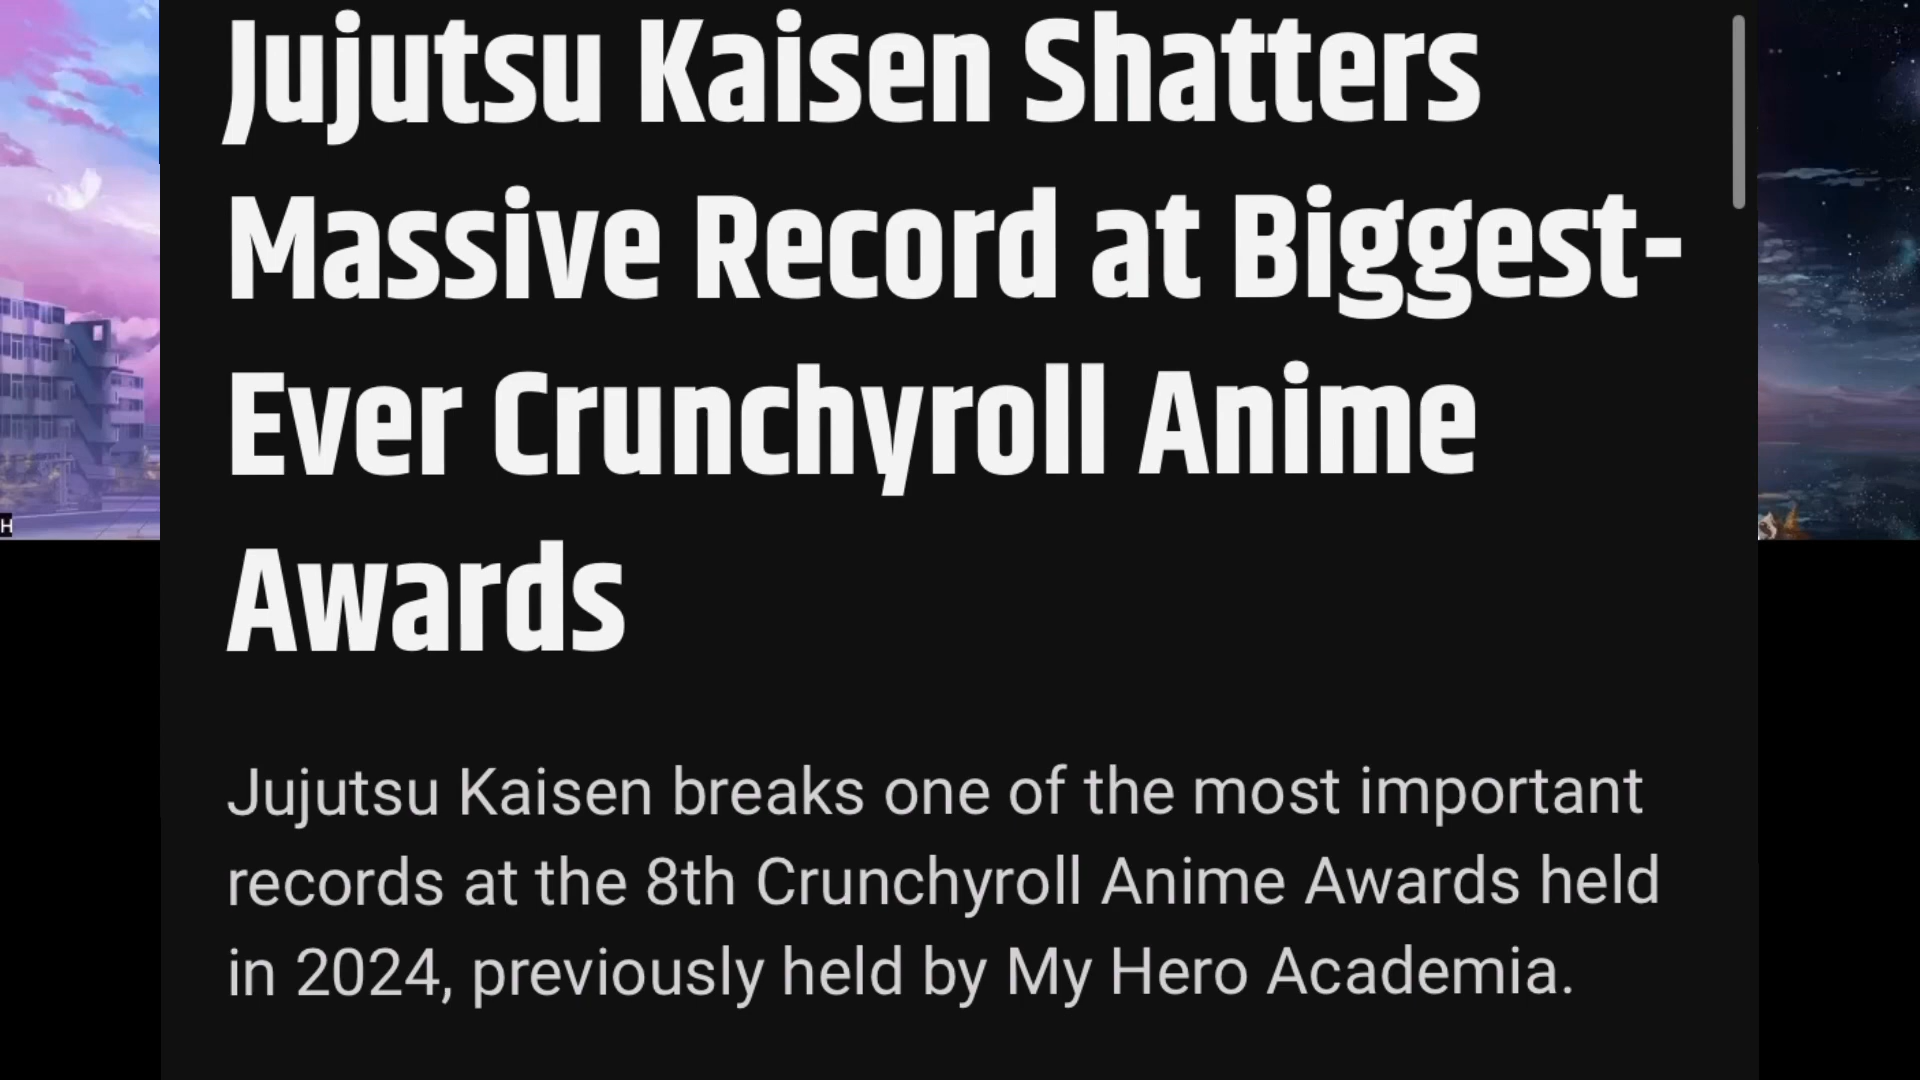 Jujutsu Kaisen Shatters
Massive Record at Biggest-
Ever Crunchyroll Anime
Awards
Jujutsu Kaisen breaks one of the most important
records at the 8th Crunchyroll Anime Awards held
in 2024, previously held by My Hero Academia.
H